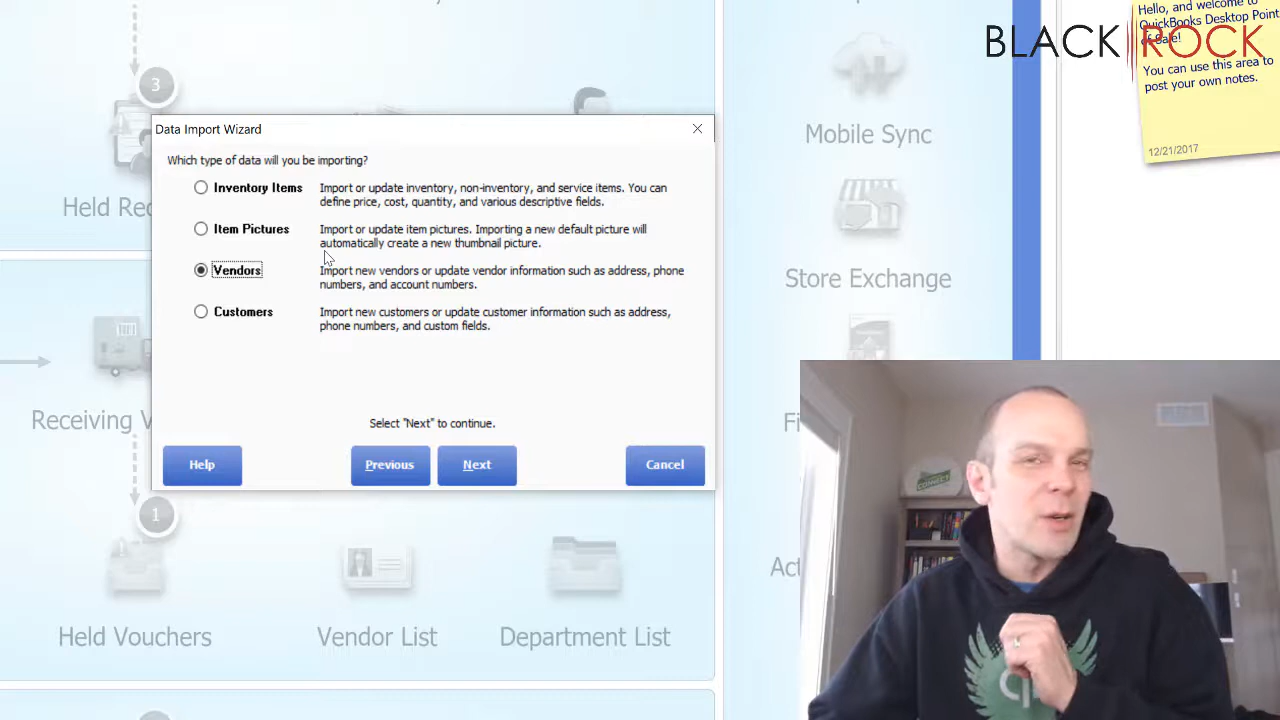 Hello, and welcome to
QuickBooks Desktop Point
of Sale!
You can use this area to
post your own notes.
12/21/2017
BLACK ROCK
3
Mobile Sync
Data Import Wizard
Which type of data will you be importing?
Inventory Items
Import or update inventory, non-inventory, and service items. You can
define price, cost, quantity, and various descriptive fields.
Item Pictures
Import or update item pictures. Importing a new default picture will
automatically create a new thumbnail picture.
Vendors
Import new vendors or update vendor information such as address, phone
numbers, and account numbers.
Customers
Import new customers or update customer information such as address,
phone numbers, and custom fields.
Select "Next" to continue.
Help
Previous
Next
Cancel
Held Re
Store Exchange
Receiving V
Fi
1
Act
Held Vouchers
Vendor List
Department List
CONNECT
qb